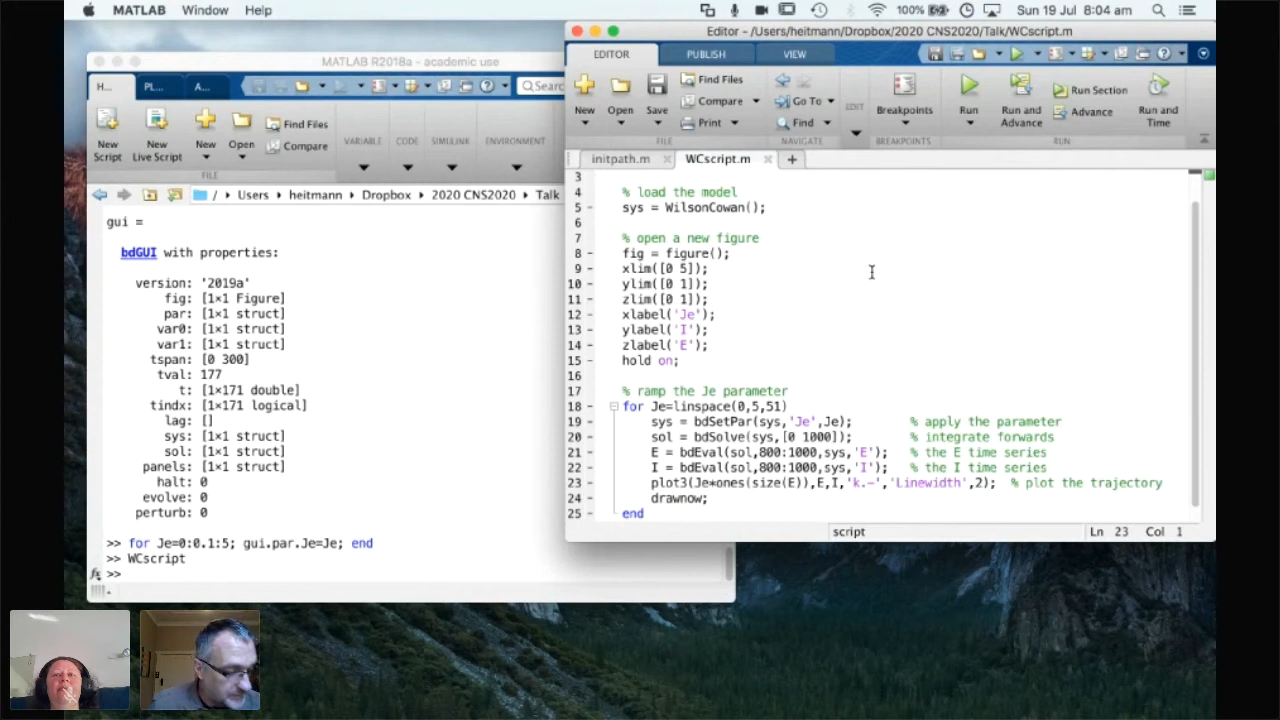 MATLAB Window Help
100% Sun 19 Jul 8:04 am
MATLAB R2018a - academic use
H... PL... A...
Sear
New Script
New Live Script
New
Open
Find Files
Compare
VARIABLE
CODE
SIMULINK
ENVIRONMENT
FILE
/ Users heitmann Dropbox 2020 CNS2020 Talk
gui =
bdGUI with properties:
version: '2019a'
fig: [1×1 Figure]
par: [1×1 struct]
var0: [1×1 struct]
var1: [1×1 struct]
tspan: [0 300]
tval: 177
t: [1×171 double]
tindx: [1×171 logical]
lag: []
sys: [1×1 struct]
sol: [1×1 struct]
panels: [1×1 struct]
halt: 0
evolve: 0
perturb: 0
>> for Je=0:0.1:5; gui.par.Je=Je; end
>> WCscript
fx >>
Editor - /Users/heitmann/Dropbox/2020 CNS2020/Talk/WCscript.m
EDITOR PUBLISH VIEW
New
Open
Save
Find Files
Compare
Print
Go To
Find
EDIT
Breakpoints
Run
Run and Advance
Run Section
Advance
Run and Time
FILE NAVIGATE BREAKPOINTS RUN
initpath.m × WCscript.m × +
3
4 % load the model
5 - sys = WilsonCowan();
6
7 % open a new figure
8 - fig = figure();
9 - xlim([0 5]);
10 - ylim([0 1]);
11 - zlim([0 1]);
12 - xlabel('Je');
13 - ylabel('I');
14 - zlabel('E');
15 - hold on;
16
17 % ramp the Je parameter
18 - for Je=linspace(0,5,51)
19 - sys = bdSetPar(sys,'Je',Je); % apply the parameter
20 - sol = bdSolve(sys,[0 1000]); % integrate forwards
21 - E = bdEval(sol,800:1000,sys,'E'); % the E time series
22 - I = bdEval(sol,800:1000,sys,'I'); % the I time series
23 - plot3(Je*ones(size(E)),E,I,'k.-','Linewidth',2); % plot the trajectory
24 - drawnow;
25 - end
script Ln 23 Col 1